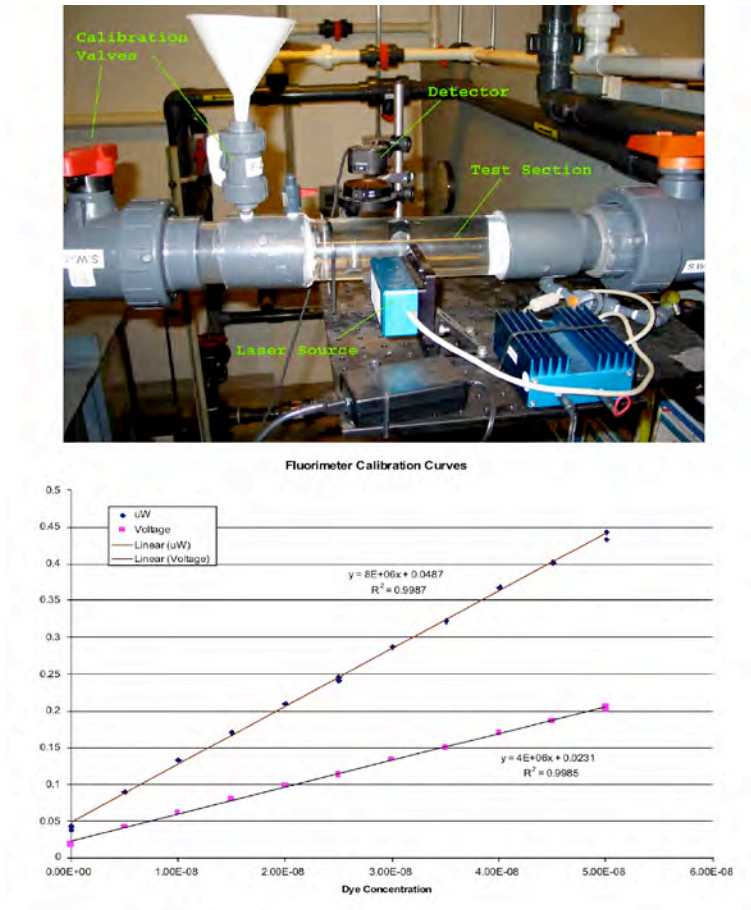 Calibration
Valves
Detector
Test Section
S.W
Laser Source
Fluorimeter Calibration Curves
0.5
0.45
0.4
0.35
0.3
0.25
0.2
0.15
0.1
0.05
0
uW
Voltage
Linear (uW)
Linear (Voltage)
y = 8E+06x + 0.0487
R² = 0.9987
y = 4E+06x + 0.0231
R² = 0.9985
0.00E+00 1.00E-08 2.00E-08 3.00E-08 4.00E-08 5.00E-08 6.00E-08
Dye Concentration